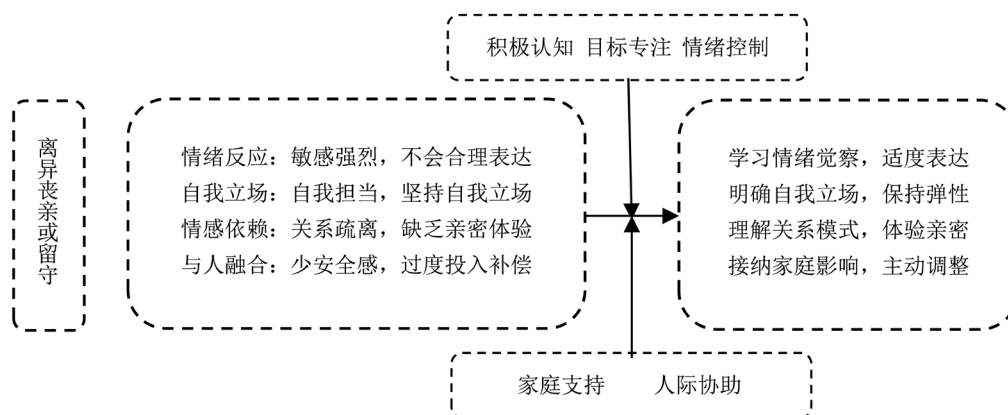 积极认知 目标专注 情绪控制
离异丧亲或留守
情绪反应：敏感强烈，不会合理表达
自我立场：自我担当，坚持自我立场
情感依赖：关系疏离，缺乏亲密体验
与人融合：少安全感，过度投入补偿
学习情绪觉察，适度表达
明确自我立场，保持弹性
理解关系模式，体验亲密
接纳家庭影响，主动调整
家庭支持 人际协助